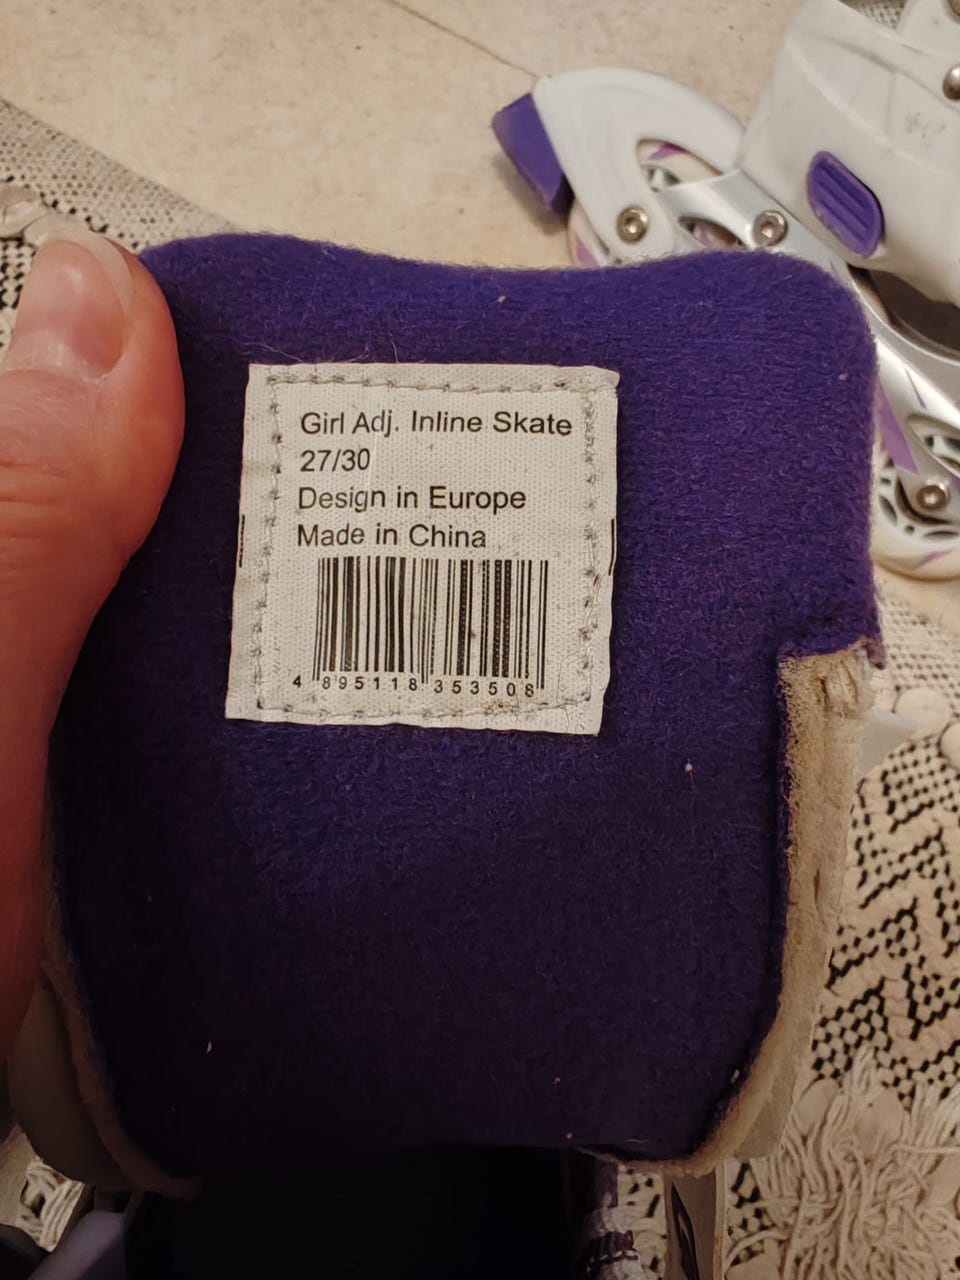 Girl Adj. Inline Skate
27/30
Design in Europe
Made in China
4 895118 353508